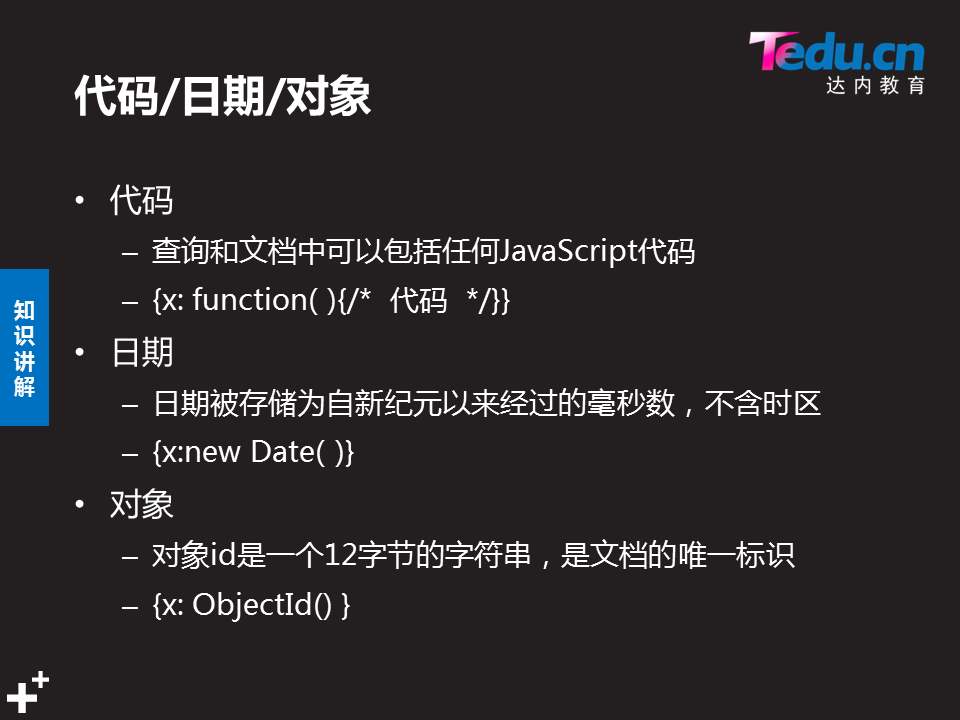 Tedu.cn
达内教育
代码/日期/对象
• 代码
– 查询和文档中可以包括任何JavaScript代码
– {x: function( ){/* 代码 */}}
• 日期
– 日期被存储为自新纪元以来经过的毫秒数，不含时区
– {x:new Date( )}
• 对象
– 对象id是一个12字节的字符串，是文档的唯一标识
– {x: ObjectId() }
知识讲解